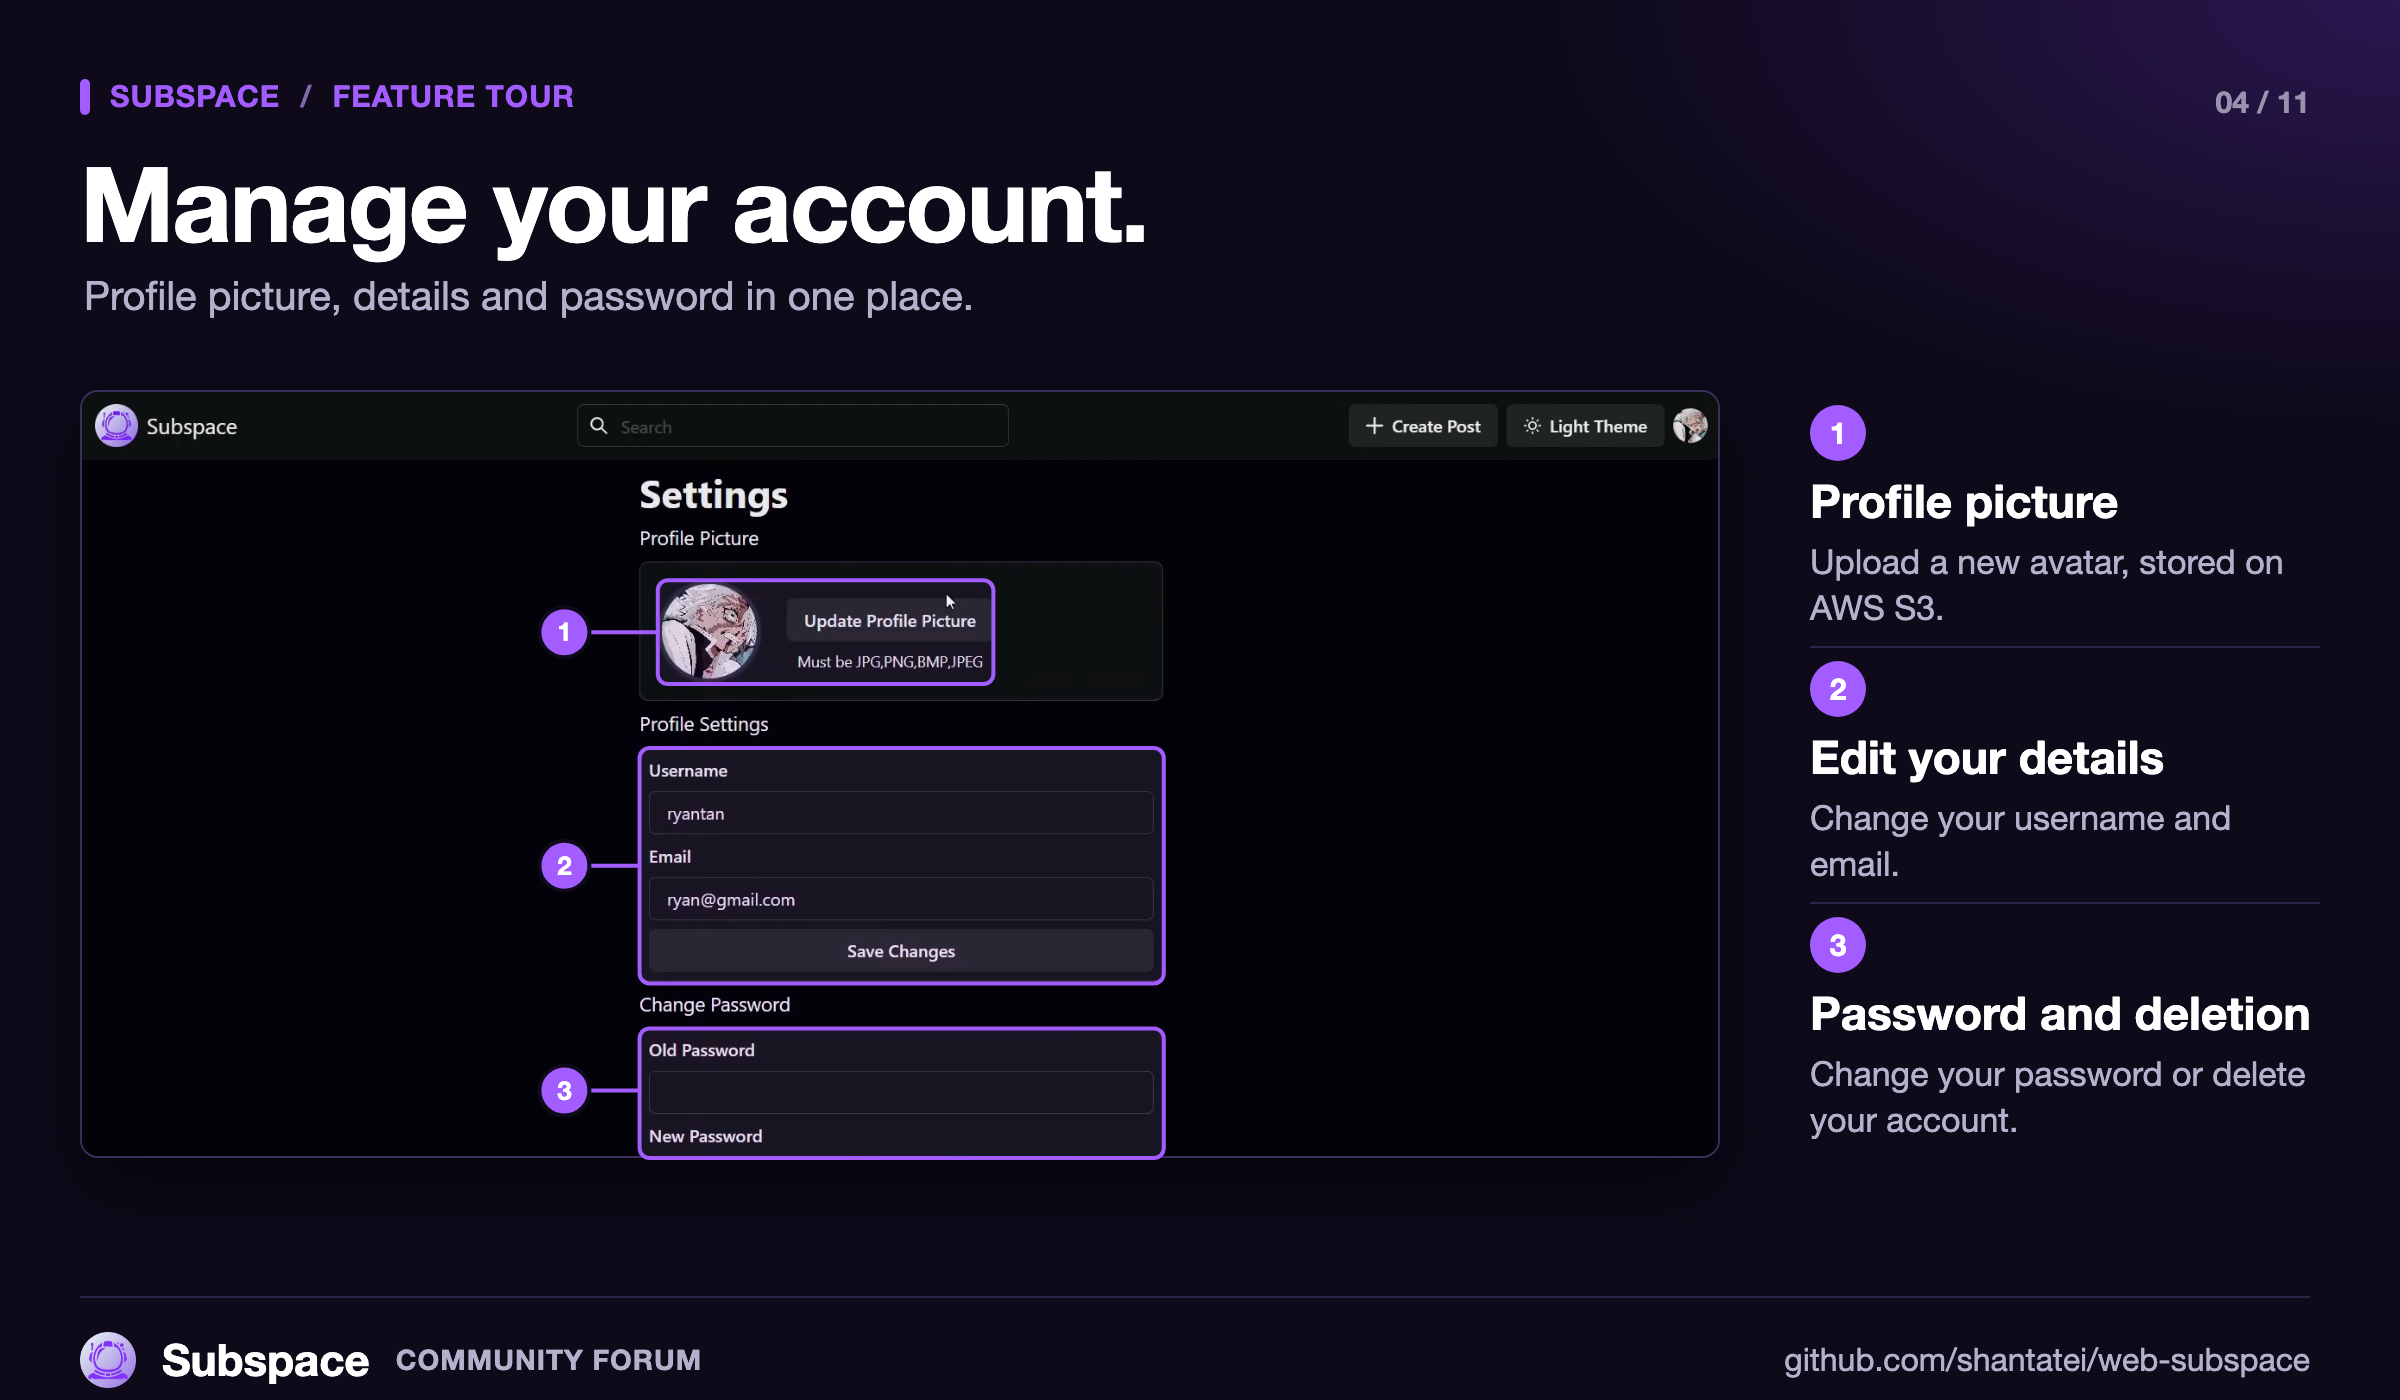 SUBSPACE / FEATURE TOUR
04 / 11
Manage your account.
Profile picture, details and password in one place.
Subspace
Search
Create Post
Light Theme
Settings
Profile Picture
1
Update Profile Picture
Must be JPG,PNG,BMP,JPEG
Profile Settings
2
Username
ryantan
Email
ryan@gmail.com
Save Changes
Change Password
3
Old Password
New Password
1
Profile picture
Upload a new avatar, stored on
AWS S3.
2
Edit your details
Change your username and
email.
3
Password and deletion
Change your password or delete
your account.
Subspace COMMUNITY FORUM
github.com/shantatei/web-subspace